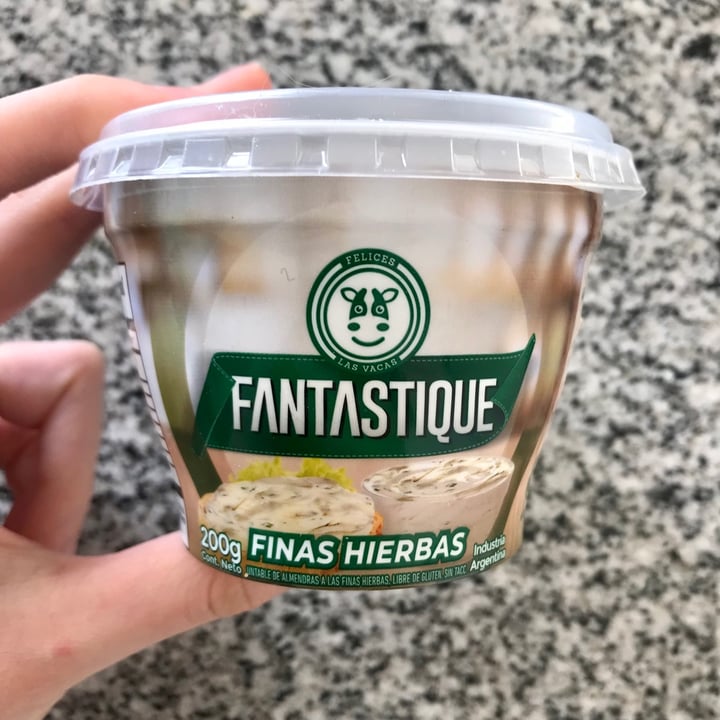 FELICES
LAS VACAS
FANTASTIQUE
200g
Cont. Neto
FINAS HIERBAS
Industria
Argentina
UNTABLE DE ALMENDRAS A LAS FINAS HIERBAS, LIBRE DE GLUTEN, SIN TACC